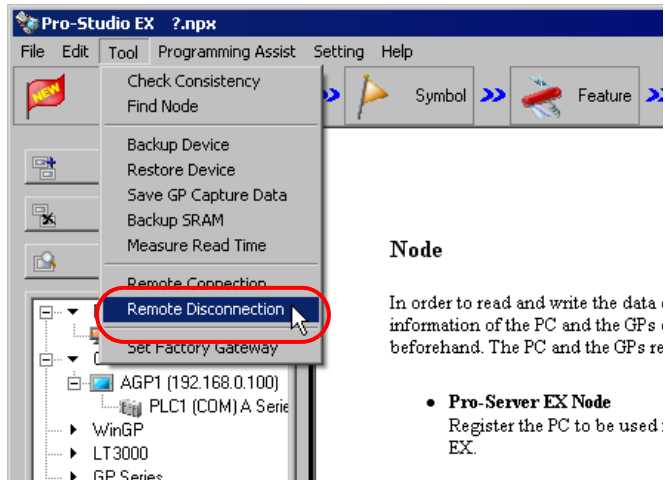 Pro-Studio EX ?.npx
File Edit Tool Programming Assist Setting Help
NEW
Symbol
Feature
Check Consistency
Find Node
Backup Device
Restore Device
Save GP Capture Data
Backup SRAM
Measure Read Time
Remote Connection
Remote Disconnection
Set Factory Gateway
AGP1 (192.168.0.100)
PLC1 (COM) A Serie
WinGP
LT3000
GP Series
Node
In order to read and write the data
information of the PC and the GPs
beforehand. The PC and the GPs re
• Pro-Server EX Node
Register the PC to be used
EX.